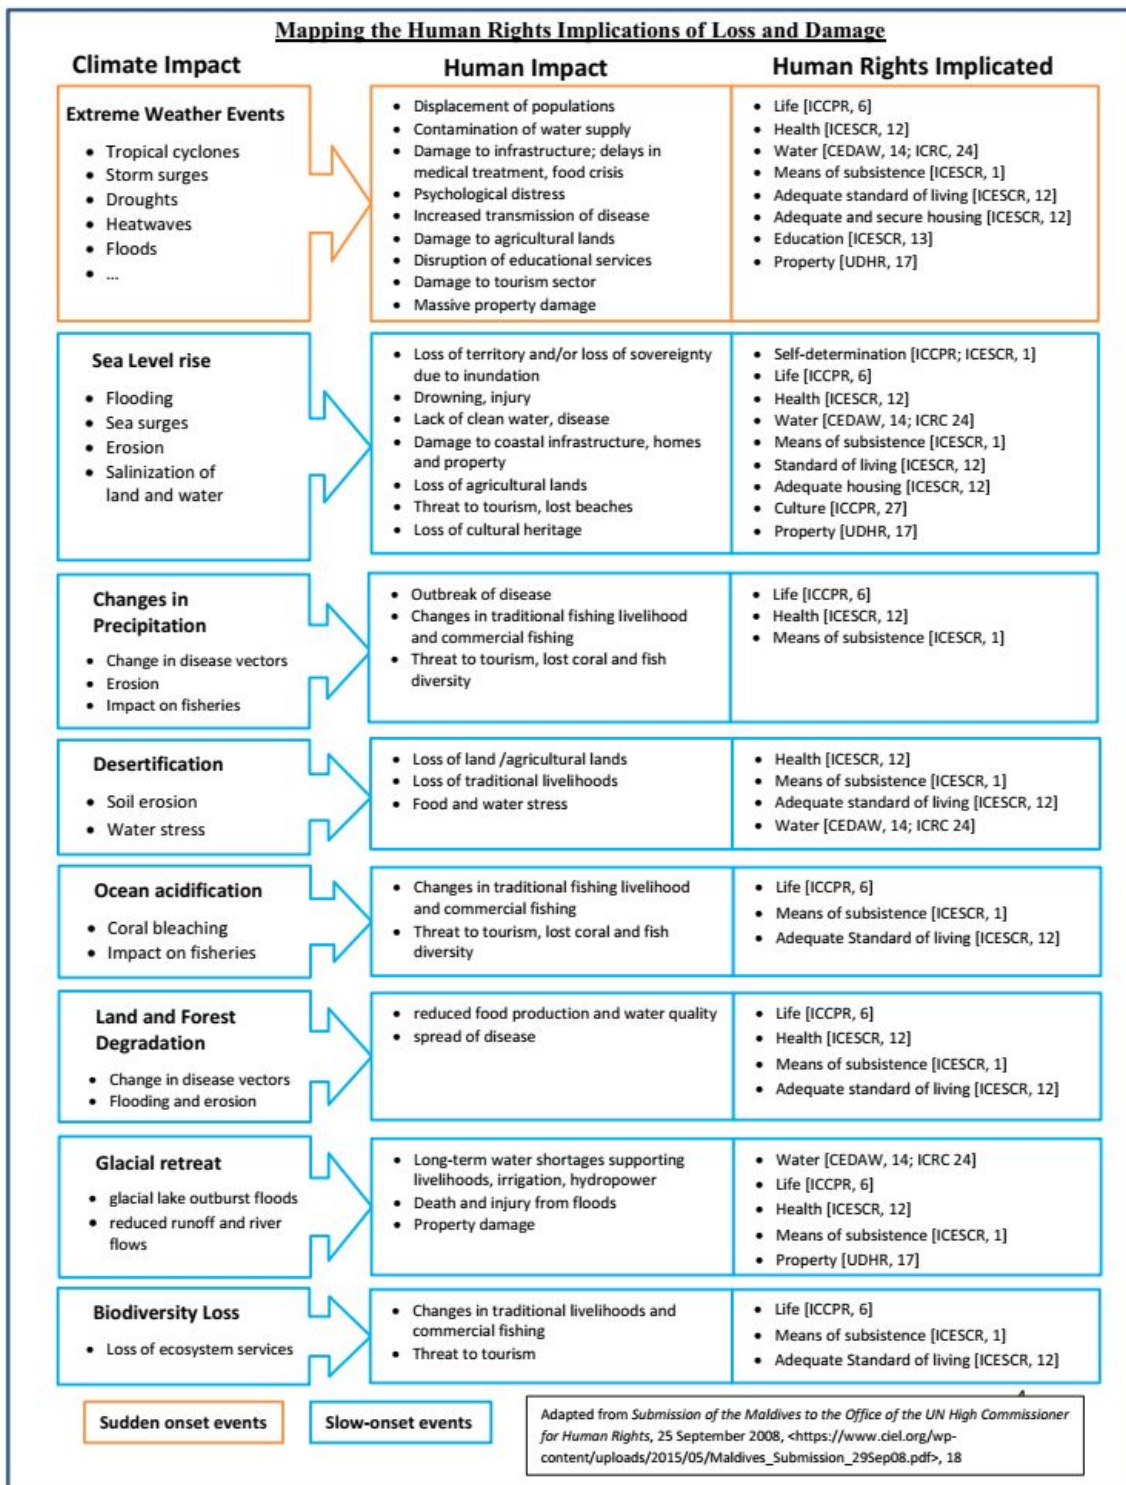 Mapping the Human Rights Implications of Loss and Damage
Climate Impact
Human Impact
Human Rights Implicated
Extreme Weather Events
• Tropical cyclones
• Storm surges
• Droughts
• Heatwaves
• Floods
• ...
• Displacement of populations
• Contamination of water supply
• Damage to infrastructure; delays in
medical treatment, food crisis
• Psychological distress
• Increased transmission of disease
• Damage to agricultural lands
• Disruption of educational services
• Damage to tourism sector
• Massive property damage
• Life [ICCPR, 6]
• Health [ICESCR, 12]
• Water [CEDAW, 14; ICRC, 24]
• Means of subsistence [ICESCR, 1]
• Adequate standard of living [ICESCR, 12]
• Adequate and secure housing [ICESCR, 12]
• Education [ICESCR, 13]
• Property [UDHR, 17]
Sea Level rise
• Flooding
• Sea surges
• Erosion
• Salinization of
land and water
• Loss of territory and/or loss of sovereignty
due to inundation
• Drowning, injury
• Lack of clean water, disease
• Damage to coastal infrastructure, homes
and property
• Loss of agricultural lands
• Threat to tourism, lost beaches
• Loss of cultural heritage
• Self-determination [ICCPR; ICESCR, 1]
• Life [ICCPR, 6]
• Health [ICESCR, 12]
• Water [CEDAW, 14; ICRC 24]
• Means of subsistence [ICESCR, 1]
• Standard of living [ICESCR, 12]
• Adequate housing [ICESCR, 12]
• Culture [ICCPR, 27]
• Property [UDHR, 17]
Changes in
Precipitation
• Change in disease vectors
• Erosion
• Impact on fisheries
• Outbreak of disease
• Changes in traditional fishing livelihood
and commercial fishing
• Threat to tourism, lost coral and fish
diversity
• Life [ICCPR, 6]
• Health [ICESCR, 12]
• Means of subsistence [ICESCR, 1]
Desertification
• Soil erosion
• Water stress
• Loss of land /agricultural lands
• Loss of traditional livelihoods
• Food and water stress
• Health [ICESCR, 12]
• Means of subsistence [ICESCR, 1]
• Adequate standard of living [ICESCR, 12]
• Water [CEDAW, 14; ICRC 24]
Ocean acidification
• Coral bleaching
• Impact on fisheries
• Changes in traditional fishing livelihood
and commercial fishing
• Threat to tourism, lost coral and fish
diversity
• Life [ICCPR, 6]
• Means of subsistence [ICESCR, 1]
• Adequate Standard of living [ICESCR, 12]
Land and Forest
Degradation
• Change in disease vectors
• Flooding and erosion
• reduced food production and water quality
• spread of disease
• Life [ICCPR, 6]
• Health [ICESCR, 12]
• Means of subsistence [ICESCR, 1]
• Adequate standard of living [ICESCR, 12]
Glacial retreat
• glacial lake outburst floods
• reduced runoff and river
flows
• Long-term water shortages supporting
livelihoods, irrigation, hydropower
• Death and injury from floods
• Property damage
• Water [CEDAW, 14; ICRC 24]
• Life [ICCPR, 6]
• Health [ICESCR, 12]
• Means of subsistence [ICESCR, 1]
• Property [UDHR, 17]
Biodiversity Loss
• Loss of ecosystem services
• Changes in traditional livelihoods and
commercial fishing
• Threat to tourism
• Life [ICCPR, 6]
• Means of subsistence [ICESCR, 1]
• Adequate Standard of living [ICESCR, 12]
Sudden onset events
Slow-onset events
Adapted from Submission of the Maldives to the Office of the UN High Commissioner
for Human Rights, 25 September 2008, <https://www.ciel.org/wp-
content/uploads/2015/05/Maldives_Submission_29Sep08.pdf>, 18